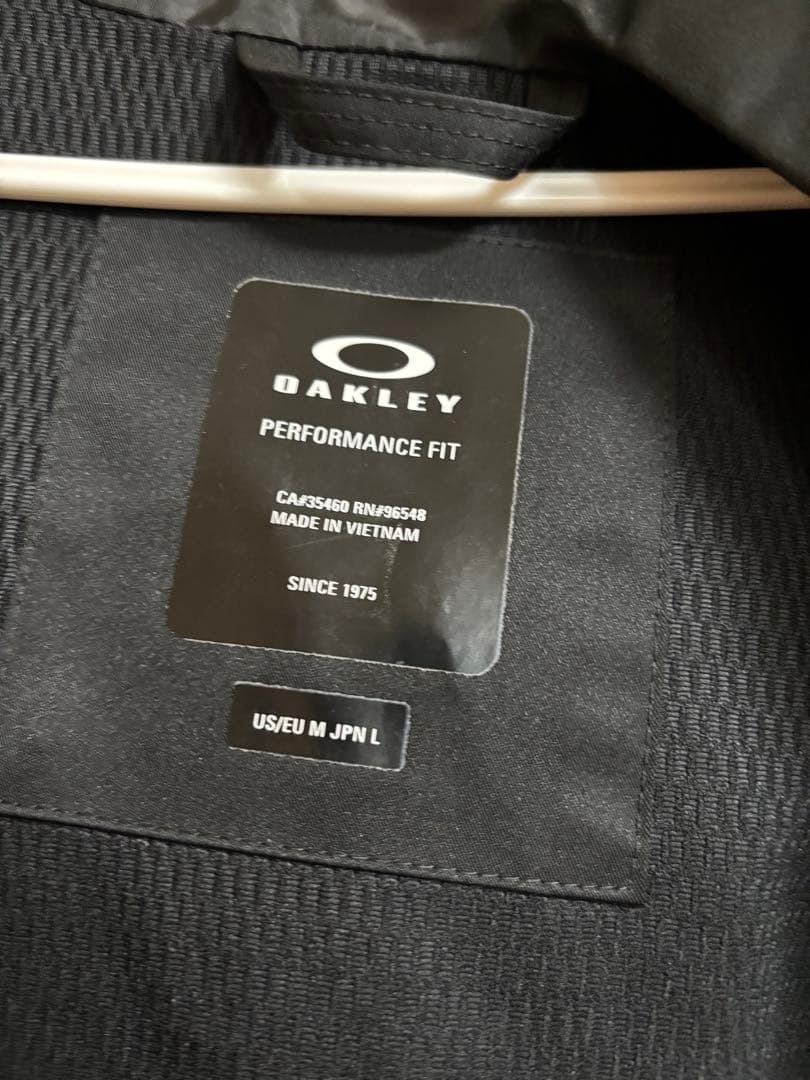 OAKLEY
PERFORMANCE FIT
CA#35460 RN#96548
MADE IN VIETNAM
SINCE 1975
US/EU M JPN L